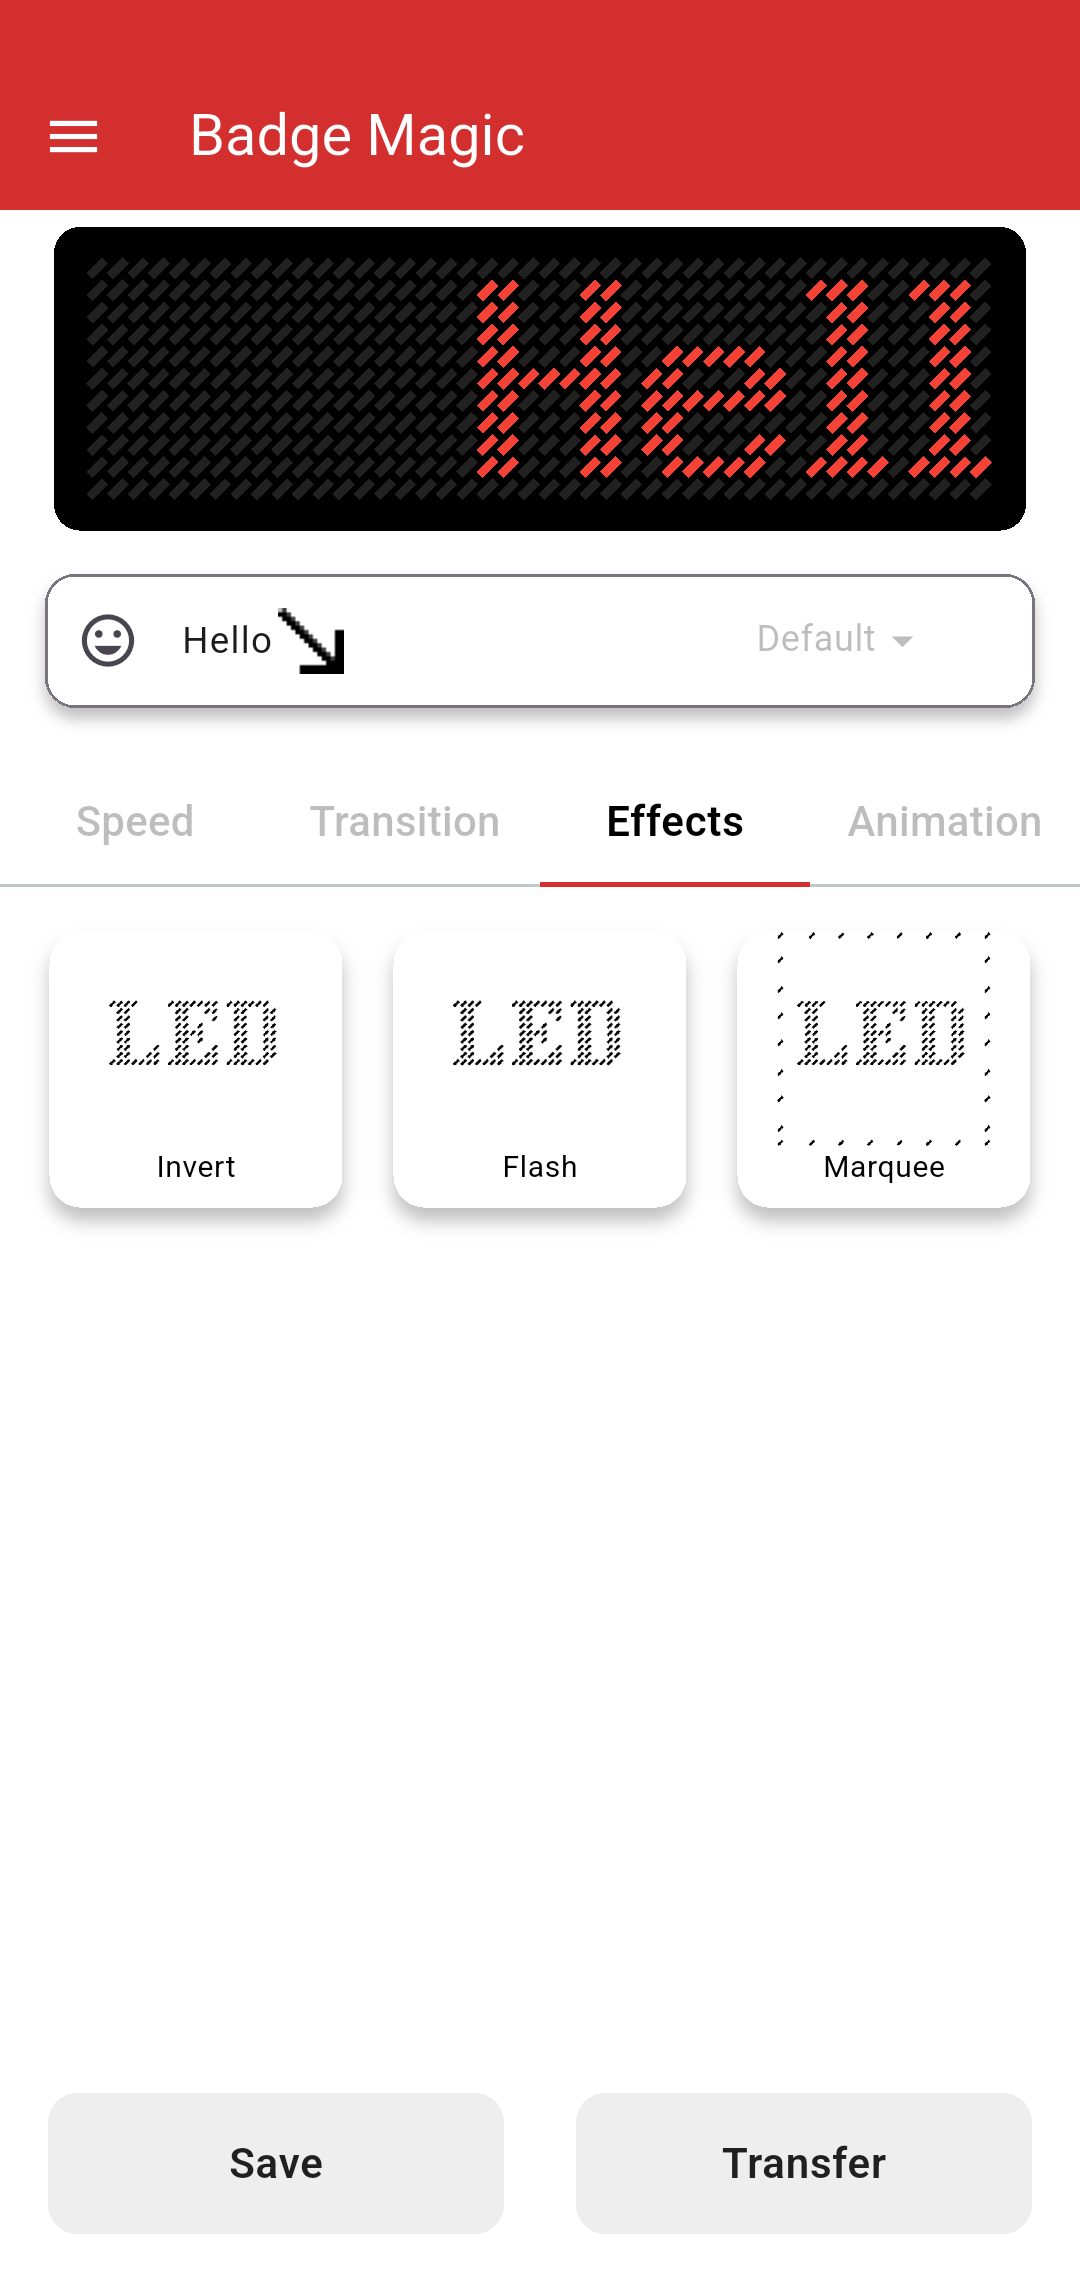 Badge Magic
Hell
Hello Default
Speed Transition Effects Animation
LED LED LED
Invert Flash Marquee
Save Transfer